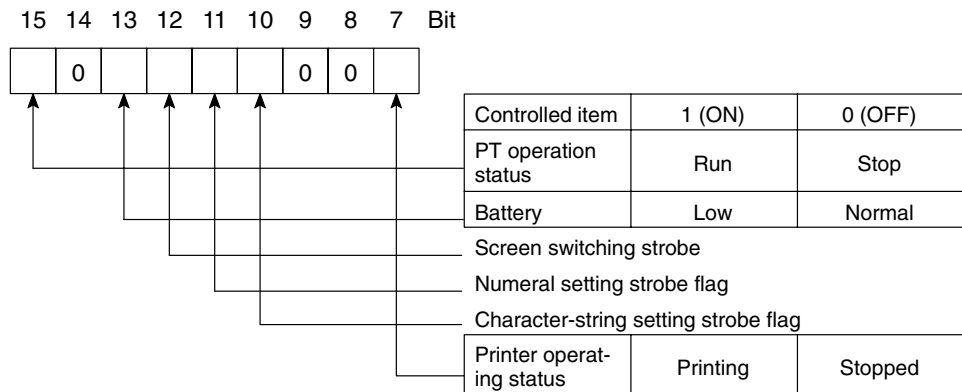 15 14 13 12 11 10 9 8 7 Bit
0 0 0
Controlled item 1 (ON) 0 (OFF)
PT operation
status Run Stop
Battery Low Normal
Screen switching strobe
Numeral setting strobe flag
Character-string setting strobe flag
Printer operat-
ing status Printing Stopped